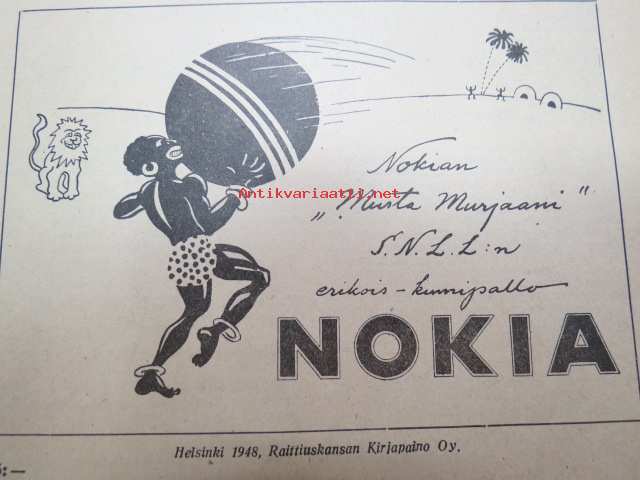 Nokian
Antikvariaatti.net
„Musta Murjaani"
S.N.L.L:n
erikois-kumipallo
NOKIA
Helsinki 1948, Raittiuskansan Kirjapaino Oy.
:—